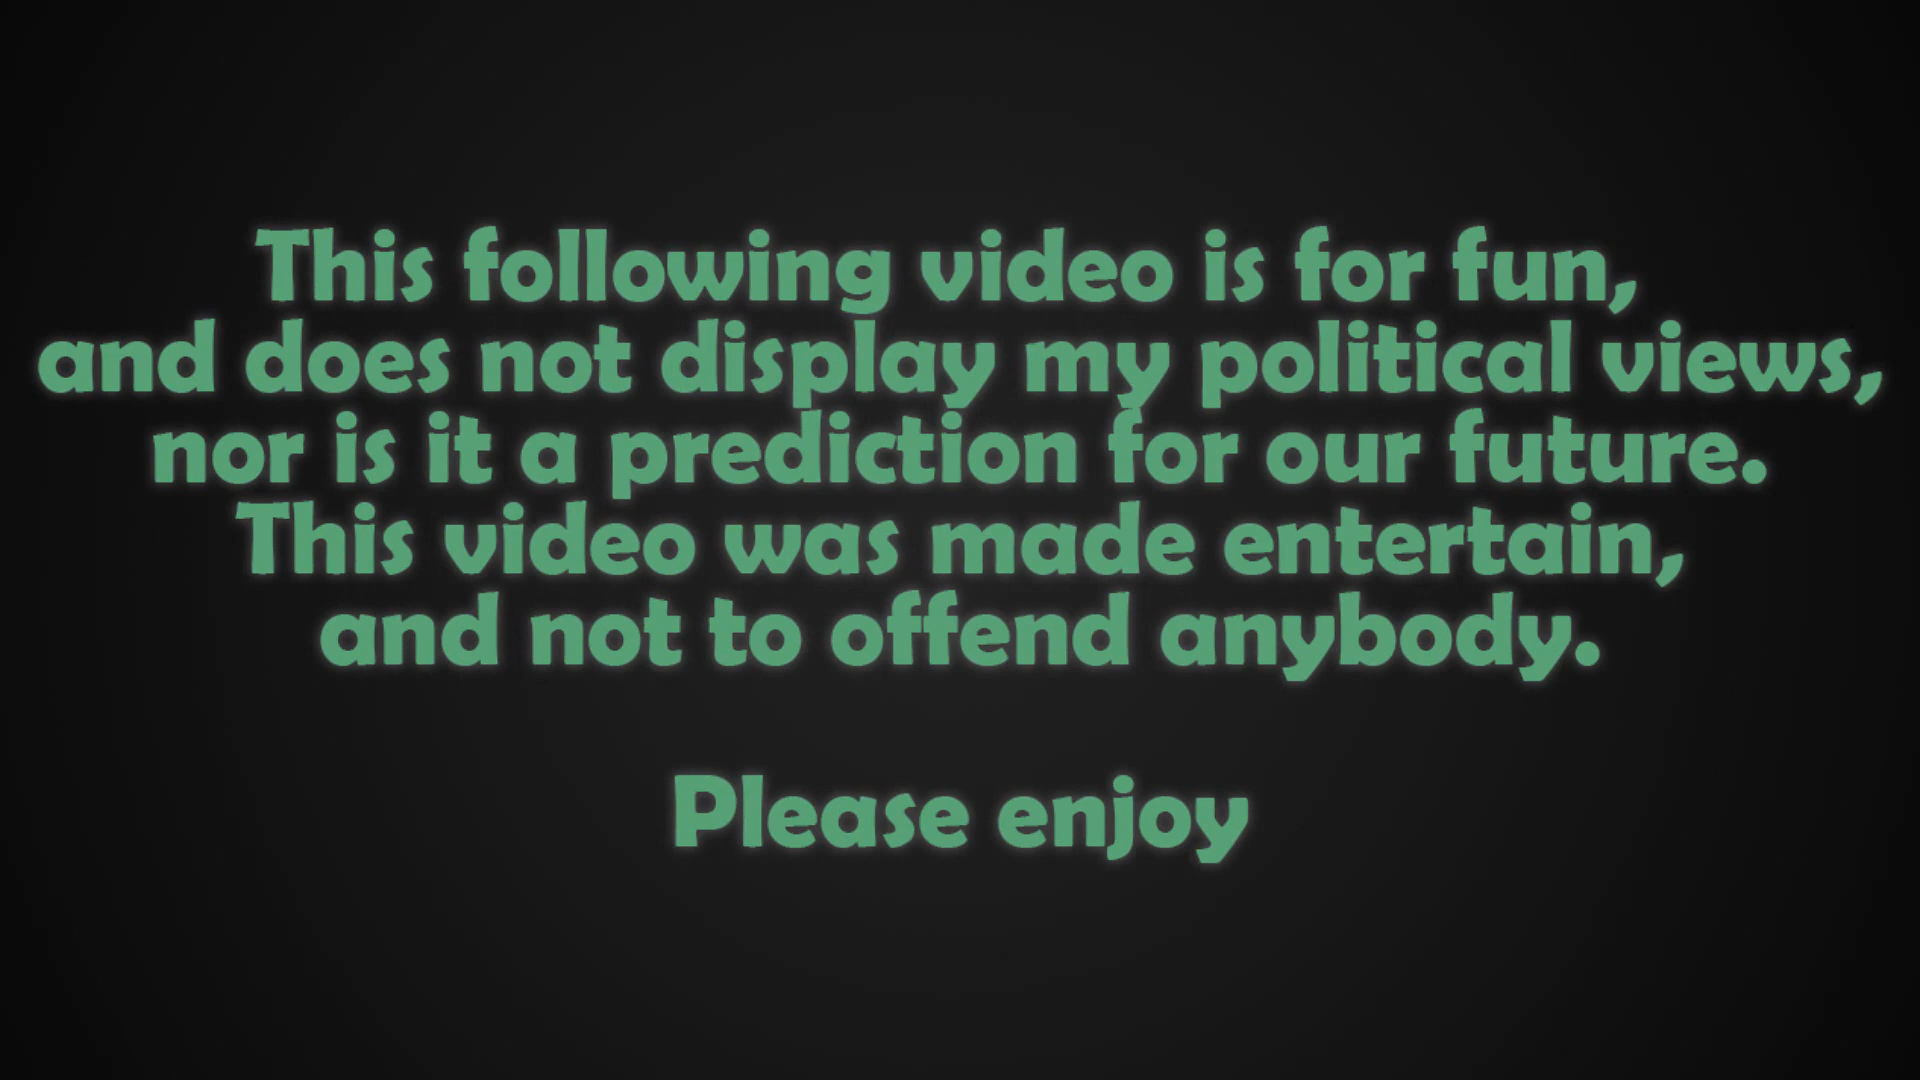 This following video is for fun,
and does not display my political views,
nor is it a prediction for our future.
This video was made entertain,
and not to offend anybody.
Please enjoy